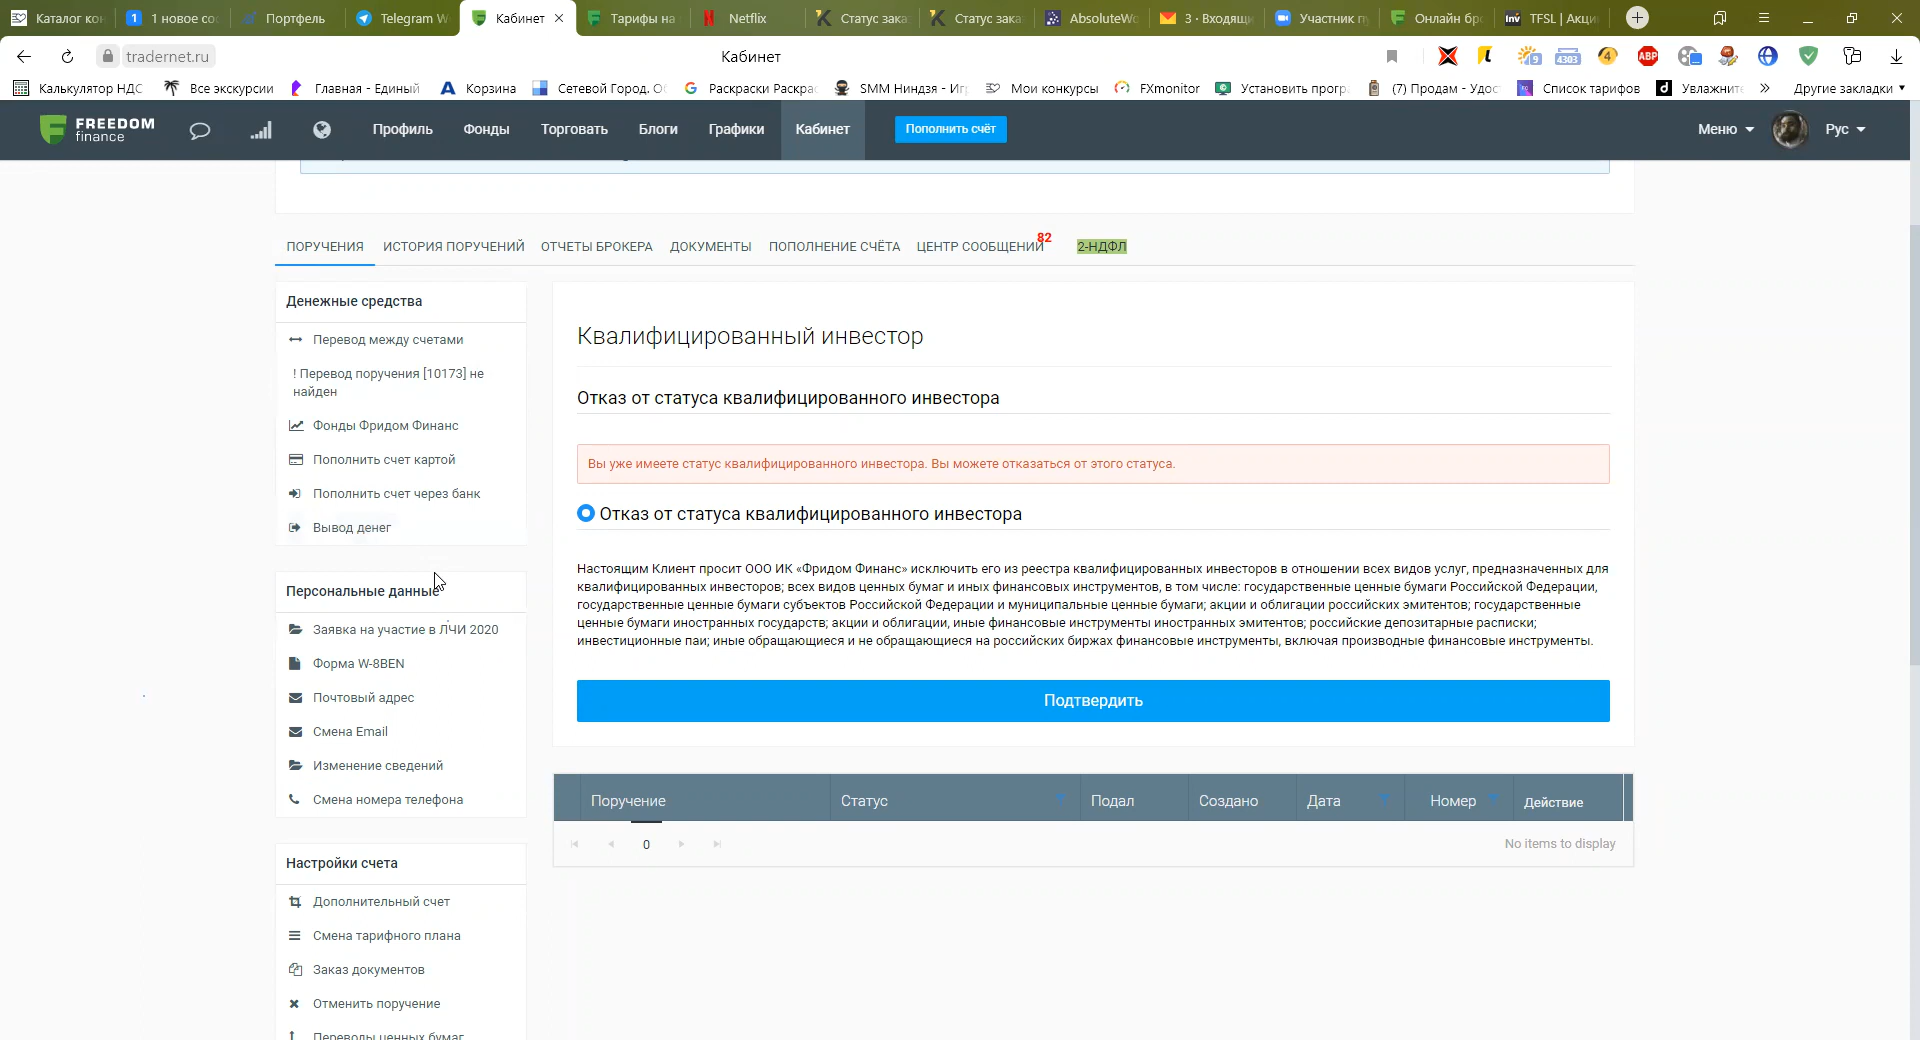 Каталог кон
1 новое со
Портфель
Telegram W
Кабинет
Тарифы на
Netflix
Статус зака
Статус зака
AbsoluteWo
3 · Входящи
Участник п
Онлайн бро
TFSL | Акци
tradernet.ru
Кабинет
Калькулятор НДС
Все экскурсии
Главная - Единый
Корзина
Сетевой Город. О
Раскраски Раскра
SMM Ниндзя - Иг
Мои конкурсы
FXmonitor
Установить прогр
(7) Продам - Удос
Список тарифов
Увлажнит
Другие закладки
FREEDOM
finance
Профиль
Фонды
Торговать
Блоги
Графики
Кабинет
Пополнить счёт
Меню
Рус
ПОРУЧЕНИЯ
ИСТОРИЯ ПОРУЧЕНИЙ
ОТЧЕТЫ БРОКЕРА
ДОКУМЕНТЫ
ПОПОЛНЕНИЕ СЧЁТА
ЦЕНТР СООБЩЕНИЙ 82
2-НДФЛ
Денежные средства
Перевод между счетами
! Перевод поручения [10173] не
найден
Фонды Фридом Финанс
Пополнить счет картой
Пополнить счет через банк
Вывод денег
Персональные данные
Заявка на участие в ЛЧИ 2020
Форма W-8BEN
Почтовый адрес
Смена Email
Изменение сведений
Смена номера телефона
Настройки счета
Дополнительный счет
Смена тарифного плана
Заказ документов
Отменить поручение
Переводы ценных бумаг
Квалифицированный инвестор
Отказ от статуса квалифицированного инвестора
Вы уже имеете статус квалифицированного инвестора. Вы можете отказаться от этого статуса.
Отказ от статуса квалифицированного инвестора
Настоящим Клиент просит ООО ИК «Фридом Финанс» исключить его из реестра квалифицированных инвесторов в отношении всех видов услуг, предназначенных для
квалифицированных инвесторов; всех видов ценных бумаг и иных финансовых инструментов, в том числе: государственные ценные бумаги Российской Федерации,
государственные ценные бумаги субъектов Российской Федерации и муниципальные ценные бумаги; акции и облигации российских эмитентов; государственные
ценные бумаги иностранных государств; акции и облигации, иные финансовые инструменты иностранных эмитентов; российские депозитарные расписки;
инвестиционные паи; иные обращающиеся и не обращающиеся на российских биржах финансовые инструменты, включая производные финансовые инструменты.
Подтвердить
Поручение
Статус
Подал
Создано
Дата
Номер
Действие
0
No items to display